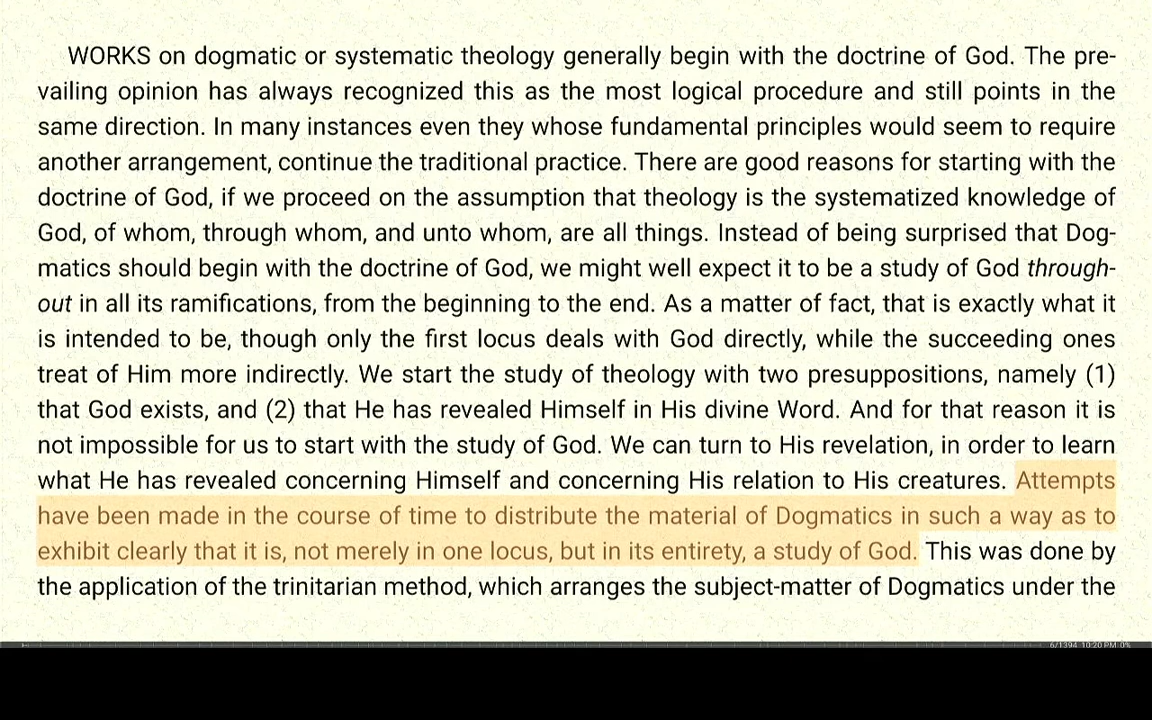 WORKS on dogmatic or systematic theology generally begin with the doctrine of God. The pre-
vailing opinion has always recognized this as the most logical procedure and still points in the
same direction. In many instances even they whose fundamental principles would seem to require
another arrangement, continue the traditional practice. There are good reasons for starting with the
doctrine of God, if we proceed on the assumption that theology is the systematized knowledge of
God, of whom, through whom, and unto whom, are all things. Instead of being surprised that Dog-
matics should begin with the doctrine of God, we might well expect it to be a study of God through-
out in all its ramifications, from the beginning to the end. As a matter of fact, that is exactly what it
is intended to be, though only the first locus deals with God directly, while the succeeding ones
treat of Him more indirectly. We start the study of theology with two presuppositions, namely (1)
that God exists, and (2) that He has revealed Himself in His divine Word. And for that reason it is
not impossible for us to start with the study of God. We can turn to His revelation, in order to learn
what He has revealed concerning Himself and concerning His relation to His creatures. Attempts
have been made in the course of time to distribute the material of Dogmatics in such a way as to
exhibit clearly that it is, not merely in one locus, but in its entirety, a study of God. This was done by
the application of the trinitarian method, which arranges the subject-matter of Dogmatics under the
6/1394 10:20 PM 0%